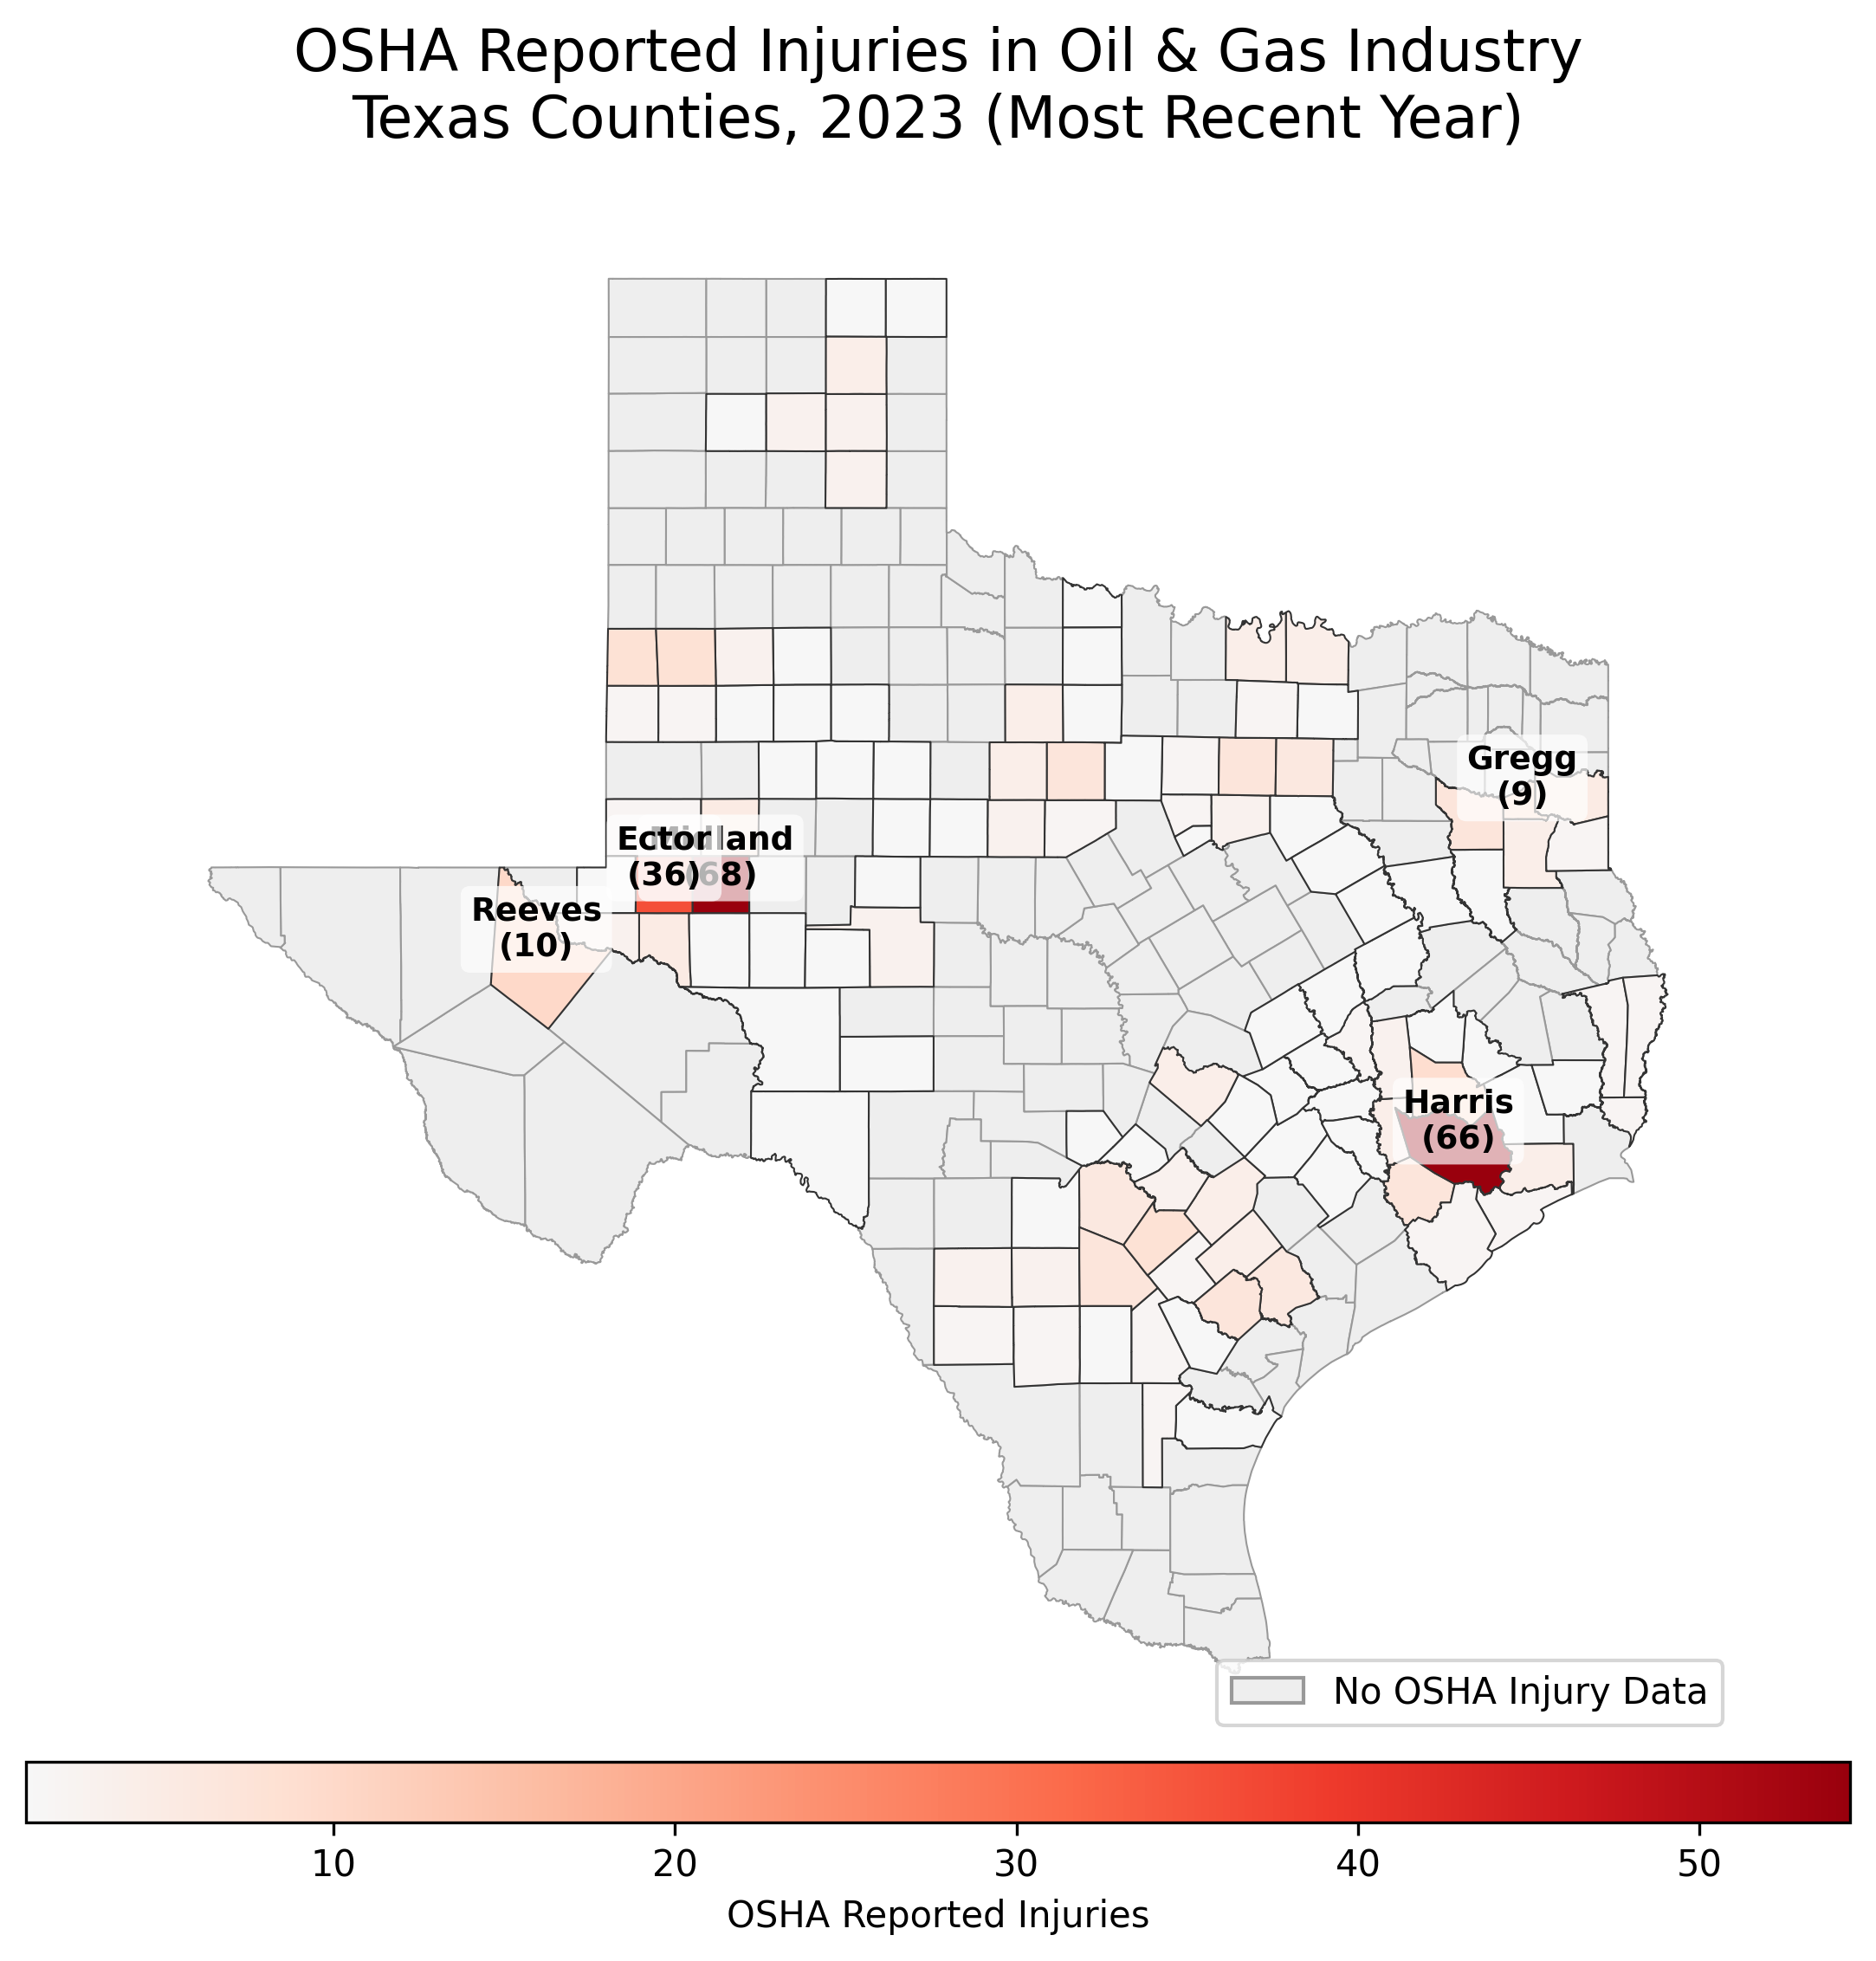 OSHA Reported Injuries in Oil & Gas Industry
Texas Counties, 2023 (Most Recent Year)
Gregg
(9)
Ector
(36)
Midland
(68)
Reeves
(10)
Harris
(66)
No OSHA Injury Data
10 20 30 40 50
OSHA Reported Injuries